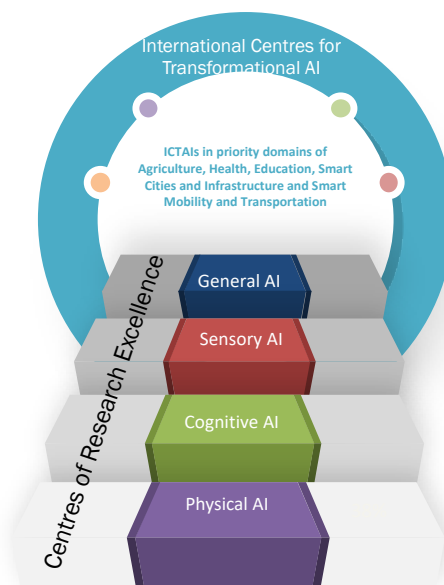 International Centres for
Transformational AI
ICTAIs in priority domains of
Agriculture, Health, Education, Smart
Cities and Infrastructure and Smart
Mobility and Transportation
General AI
Sensory AI
Cognitive AI
Physical AI
Centres of Research Excellence